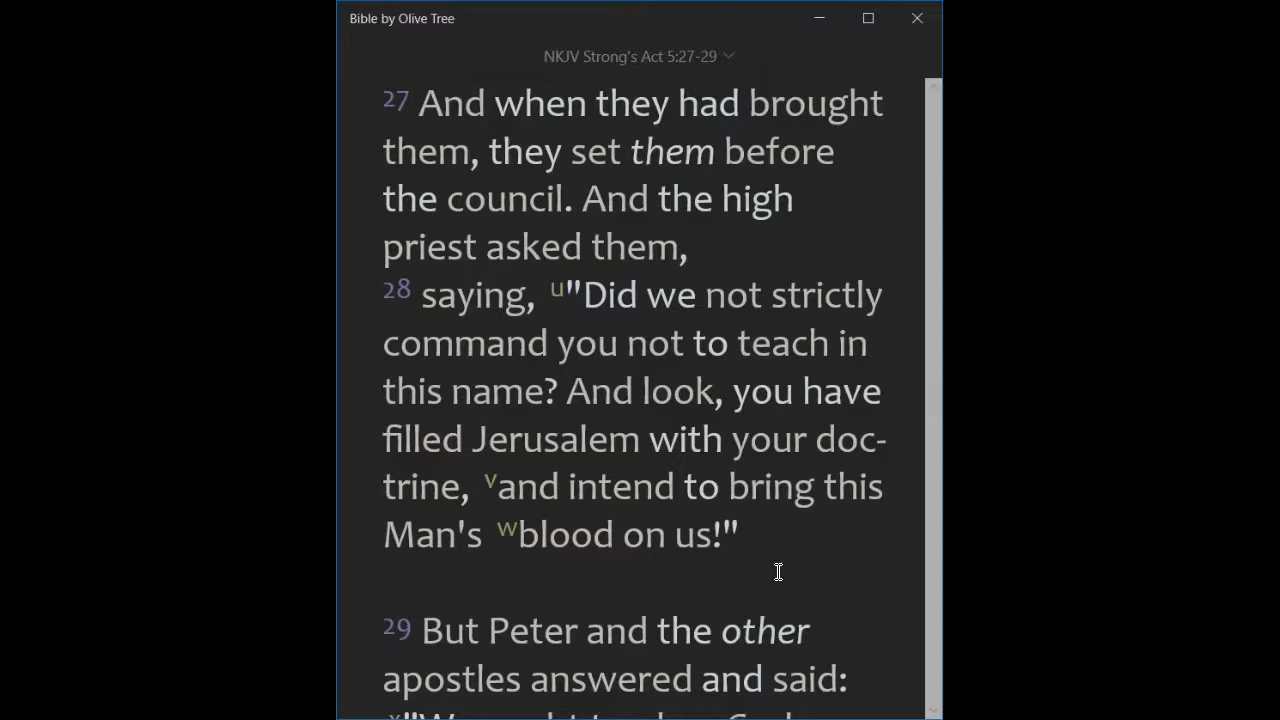 Bible by Olive Tree
NKJV Strong's Act 5:27-29
27 And when they had brought
them, they set them before
the council. And the high
priest asked them,
28 saying, u"Did we not strictly
command you not to teach in
this name? And look, you have
filled Jerusalem with your doc-
trine, vand intend to bring this
Man's wblood on us!"
29 But Peter and the other
apostles answered and said: